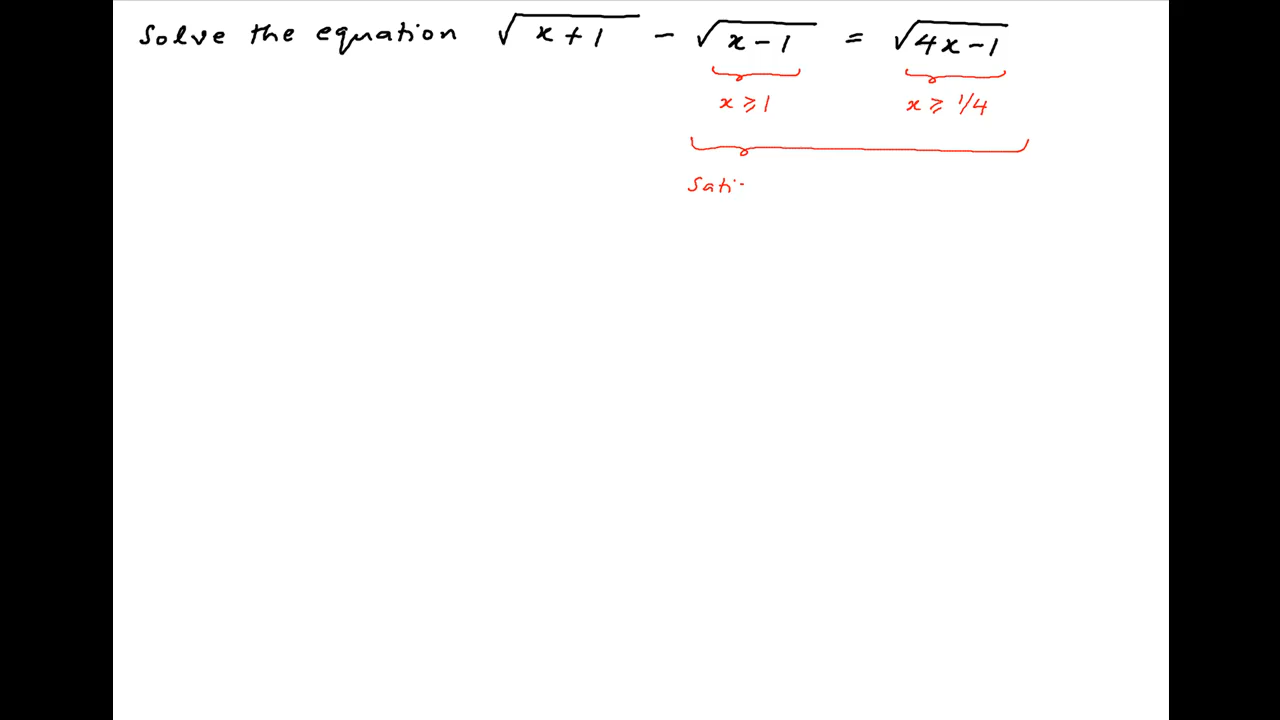 Solve the equation √(x+1) − √(x−1) = √(4x−1)
x ⩾ 1 x ⩾ 1/4
Sati